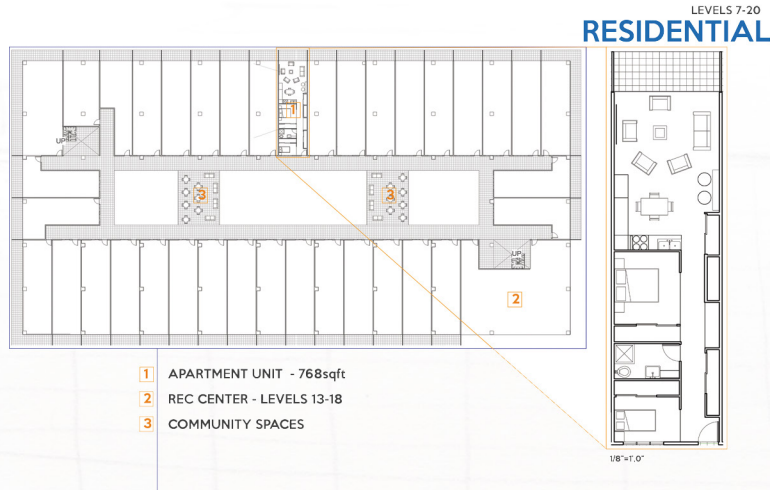 LEVELS 7-20
RESIDENTIAL
1
UP
3
3
UP
2
1 APARTMENT UNIT - 768sqft
2 REC CENTER - LEVELS 13-18
3 COMMUNITY SPACES
1/8"=1'.0"